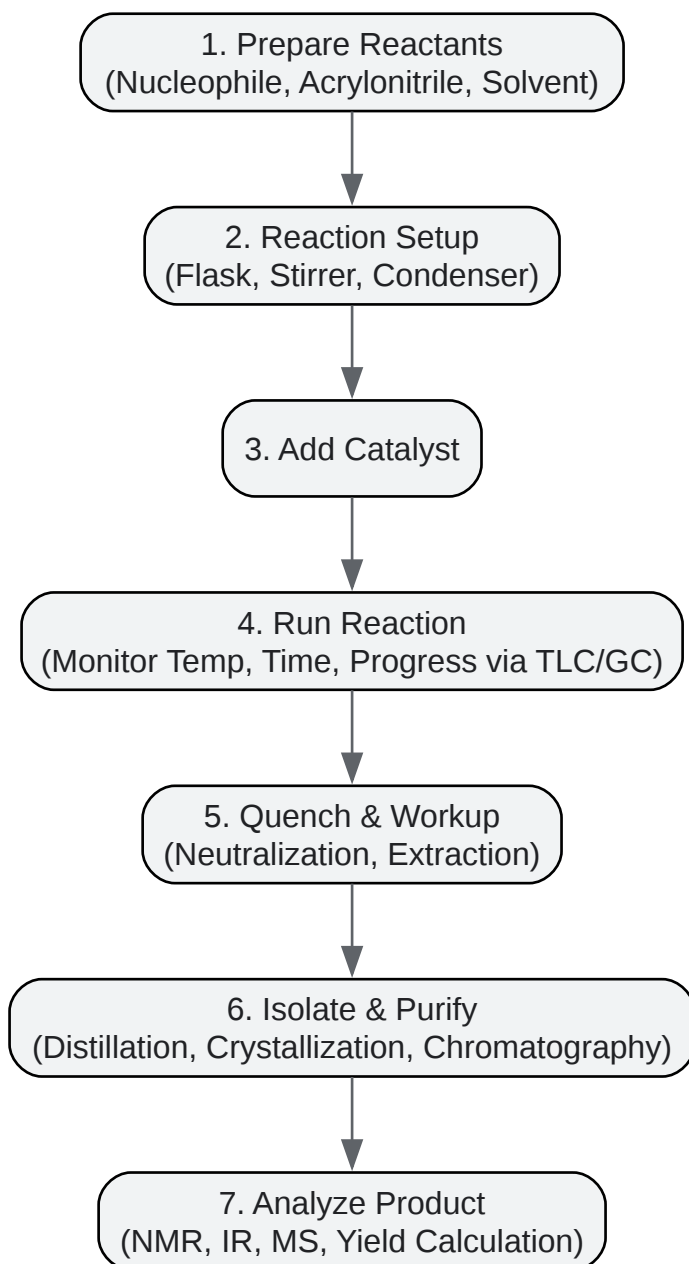 1. Prepare Reactants
(Nucleophile, Acrylonitrile, Solvent)
2. Reaction Setup
(Flask, Stirrer, Condenser)
3. Add Catalyst
4. Run Reaction
(Monitor Temp, Time, Progress via TLC/GC)
5. Quench & Workup
(Neutralization, Extraction)
6. Isolate & Purify
(Distillation, Crystallization, Chromatography)
7. Analyze Product
(NMR, IR, MS, Yield Calculation)